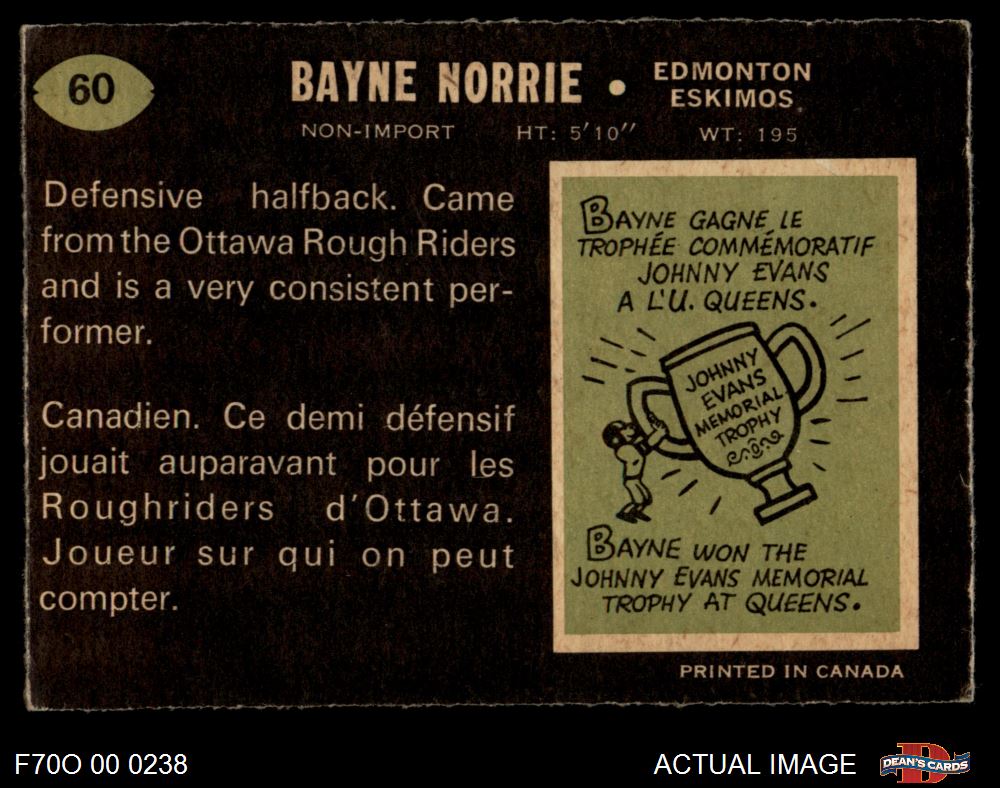 60
BAYNE NORRIE • EDMONTON ESKIMOS
NON-IMPORT HT: 5'10" WT: 195
Defensive halfback. Came
from the Ottawa Rough Riders
and is a very consistent per-
former.
Canadien. Ce demi défensif
jouait auparavant pour les
Roughriders d'Ottawa.
Joueur sur qui on peut
compter.
BAYNE GAGNE LE
TROPHÉE COMMÉMORATIF
JOHNNY EVANS
A L'U. QUEENS.
JOHNNY
EVANS
MEMORIAL
TROPHY
BAYNE WON THE
JOHNNY EVANS MEMORIAL
TROPHY AT QUEENS.
PRINTED IN CANADA
F70O 00 0238
ACTUAL IMAGE
D
DEAN'S CARDS